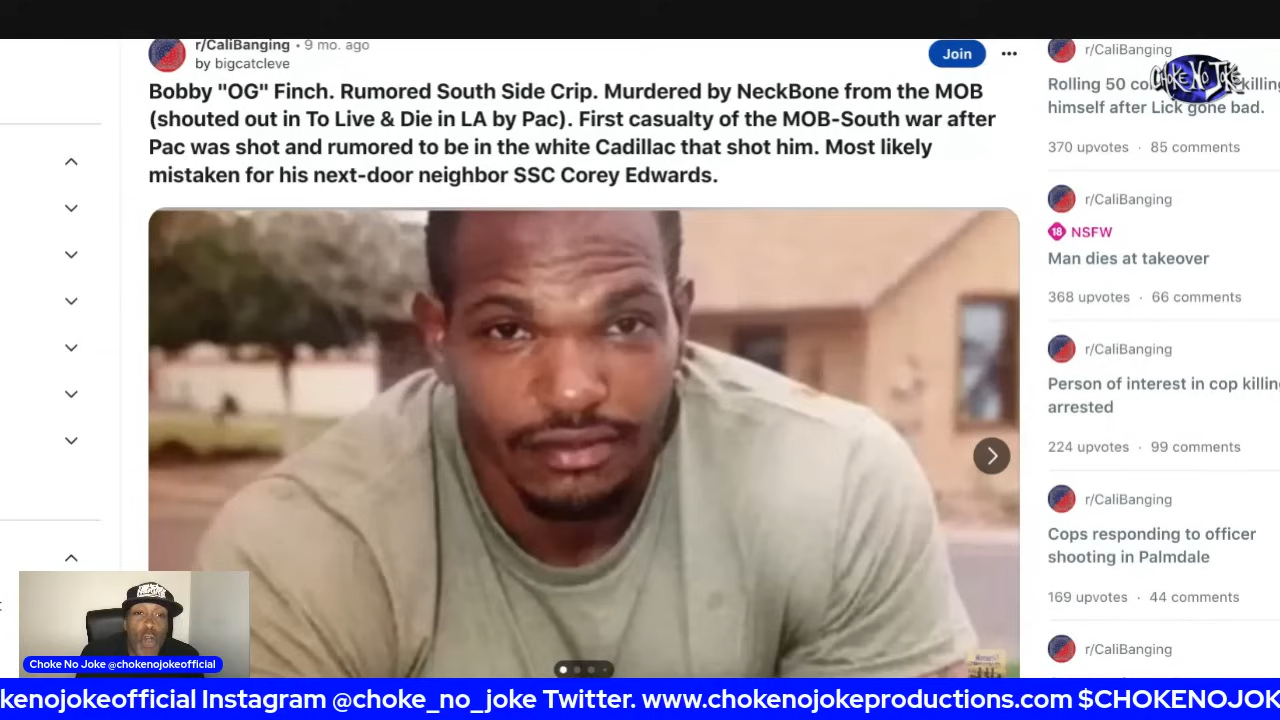 r/CaliBanging • 9 mo. ago
by bigcatcleve
Join
Bobby "OG" Finch. Rumored South Side Crip. Murdered by NeckBone from the MOB
(shouted out in To Live & Die in LA by Pac). First casualty of the MOB-South war after
Pac was shot and rumored to be in the white Cadillac that shot him. Most likely
mistaken for his next-door neighbor SSC Corey Edwards.
r/CaliBanging
CHOKE NO JOKE
Rolling 50 killing
himself after Lick gone bad.
370 upvotes · 85 comments
r/CaliBanging
18 NSFW
Man dies at takeover
368 upvotes · 66 comments
r/CaliBanging
Person of interest in cop killin
arrested
224 upvotes · 99 comments
r/CaliBanging
Cops responding to officer
shooting in Palmdale
169 upvotes · 44 comments
r/CaliBanging
Choke No Joke @chokenojokeofficial
kenojokeofficial Instagram @choke_no_joke Twitter. www.chokenojokeproductions.com $CHOKENOJOK